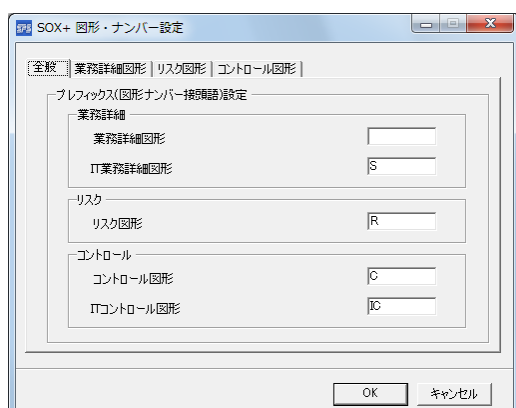 SOX+ 図形・ナンバー設定
全般 業務詳細図形 リスク図形 コントロール図形
プレフィックス(図形ナンバー接頭語)設定
業務詳細
業務詳細図形
IT業務詳細図形 S
リスク
リスク図形 R
コントロール
コントロール図形 C
ITコントロール図形 IC
OK キャンセル